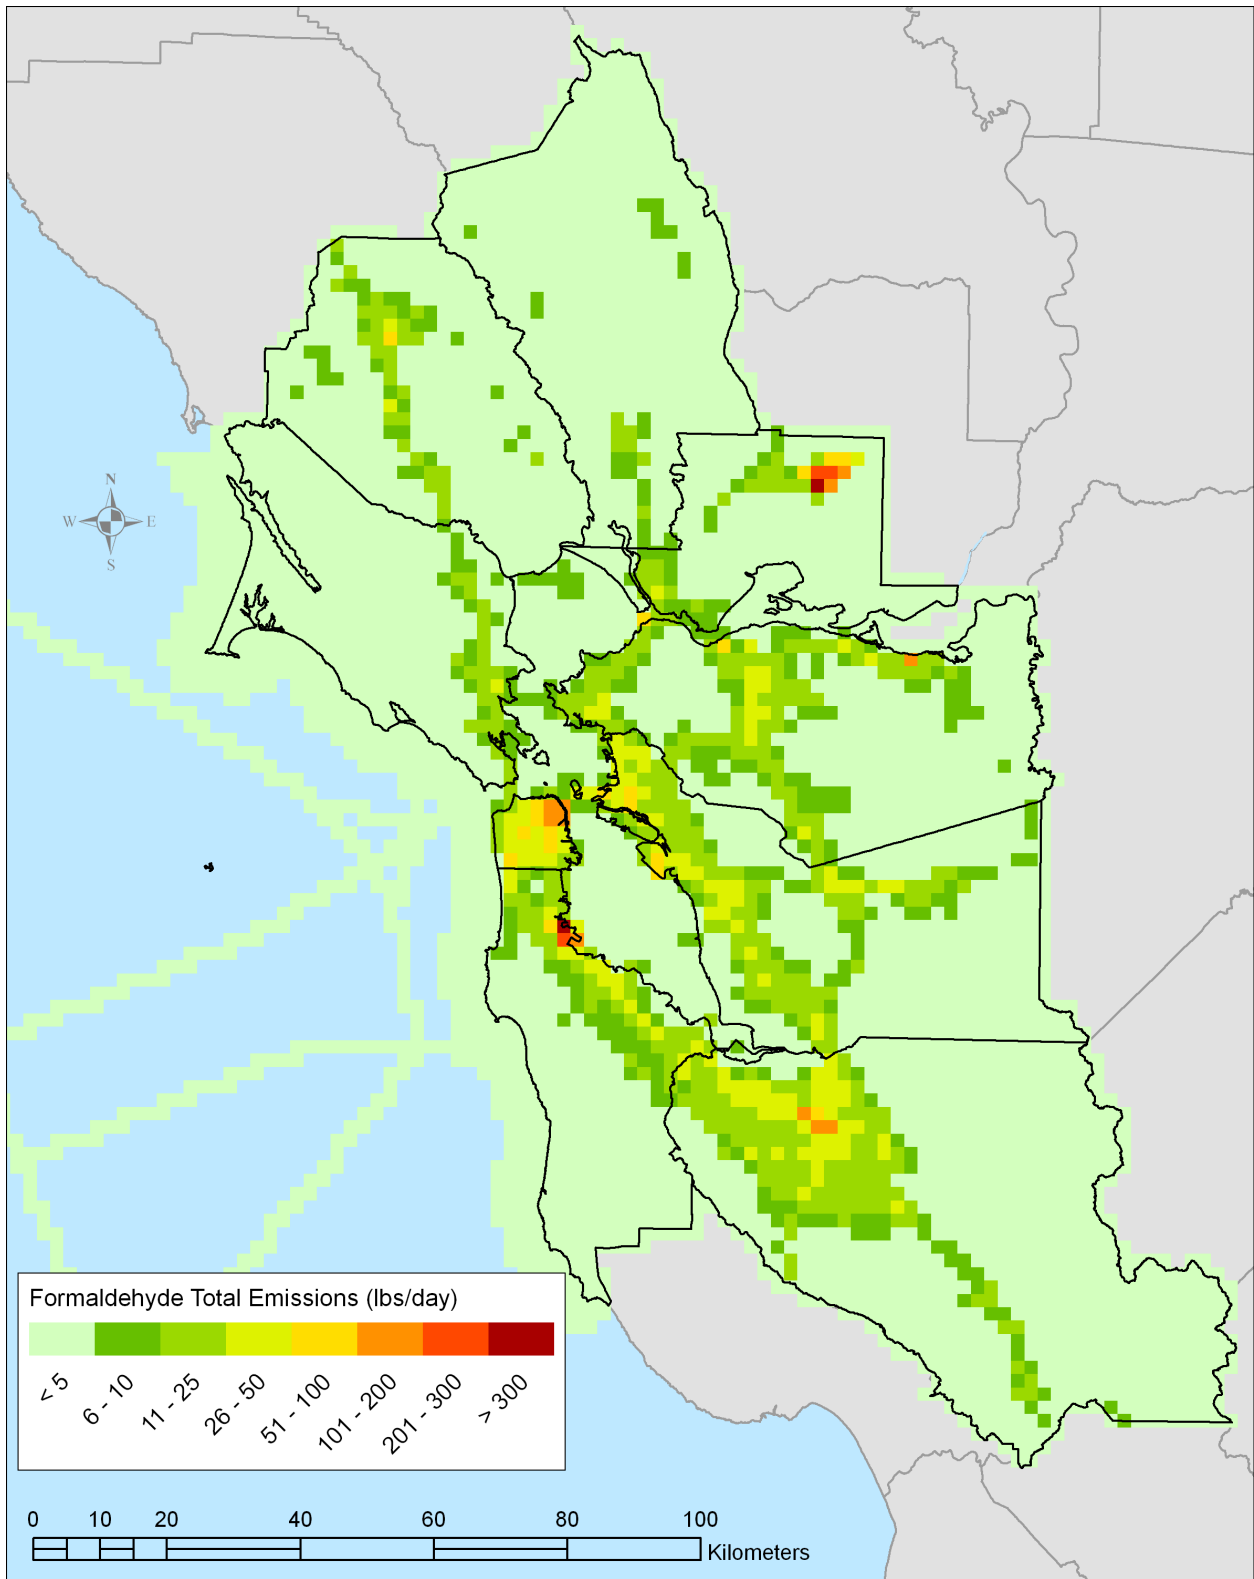 N
W E
S
Formaldehyde Total Emissions (lbs/day)
< 5
6 - 10
11 - 25
26 - 50
51 - 100
101 - 200
201 - 300
> 300
0 10 20 40 60 80 100
Kilometers